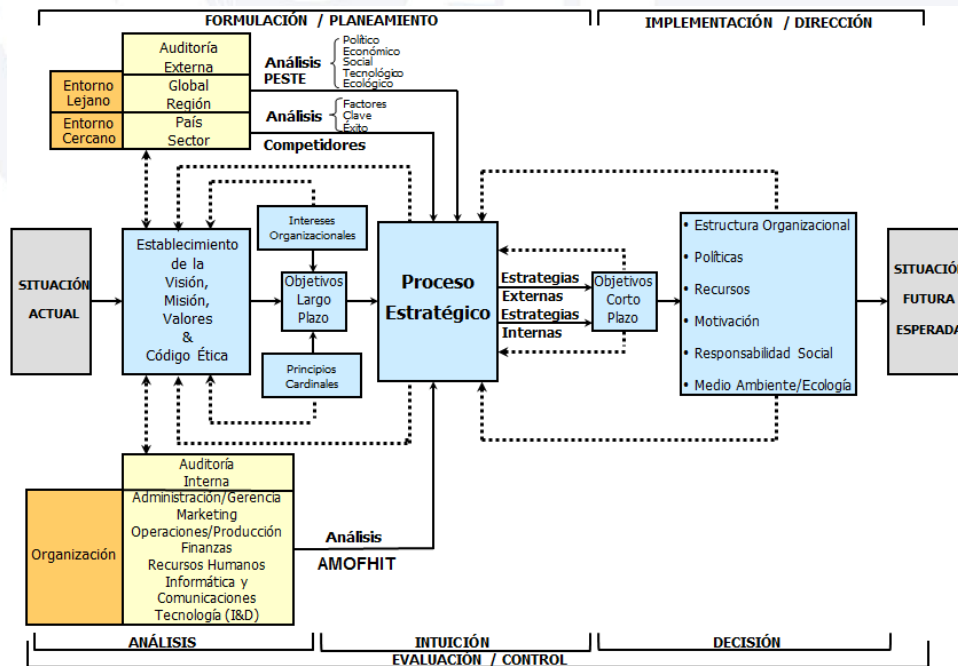 FORMULACIÓN / PLANEAMIENTO
IMPLEMENTACIÓN / DIRECCIÓN
Auditoría
Externa
Entorno
Lejano
Global
Región
Entorno
Cercano
País
Sector
Análisis
PESTE
Político
Económico
Social
Tecnológico
Ecológico
Análisis
Competidores
Factores
Clave
Éxito
SITUACIÓN
ACTUAL
Establecimiento
de la
Visión,
Misión,
Valores
&
Código Ética
Intereses
Organizacionales
Objetivos
Largo
Plazo
Principios
Cardinales
Proceso
Estratégico
Estrategias
Externas
Estrategias
Internas
Objetivos
Corto
Plazo
• Estructura Organizacional
• Políticas
• Recursos
• Motivación
• Responsabilidad Social
• Medio Ambiente/Ecología
SITUACIÓN
FUTURA
ESPERADA
Auditoría
Interna
Organización
Administración/Gerencia
Marketing
Operaciones/Producción
Finanzas
Recursos Humanos
Informática y
Comunicaciones
Tecnología (I&D)
Análisis
AMOFHIT
ANÁLISIS
INTUICIÓN
DECISIÓN
EVALUACIÓN / CONTROL